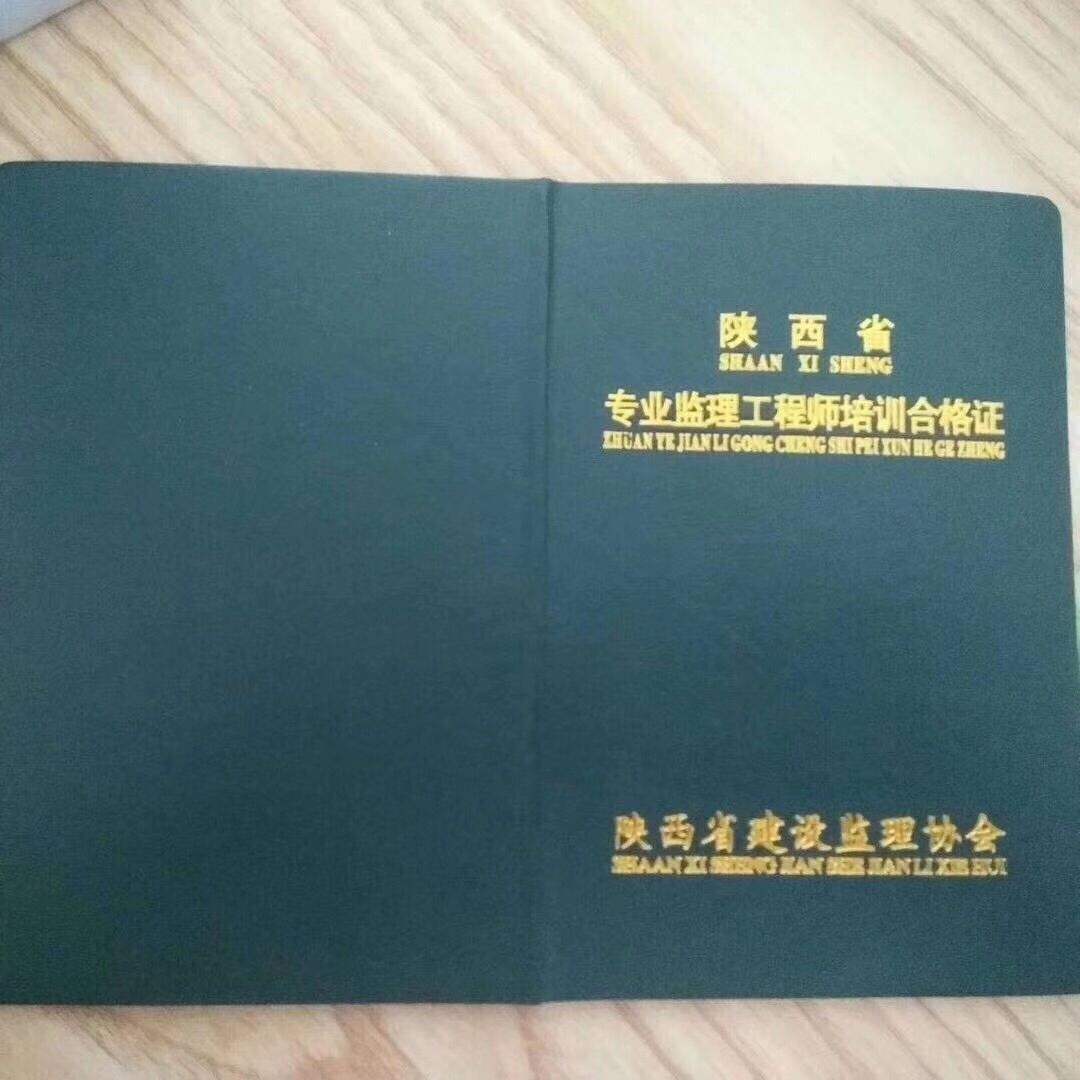 陕西省
SHAAN XI SHENG
专业监理工程师培训合格证
ZHUAN YE JIAN LI GONG CHENG SHI PEI XUN HE GE ZHENG
陕西省建设监理协会
SHAAN XI SHENG JIAN SHE JIAN LI XIE HUI